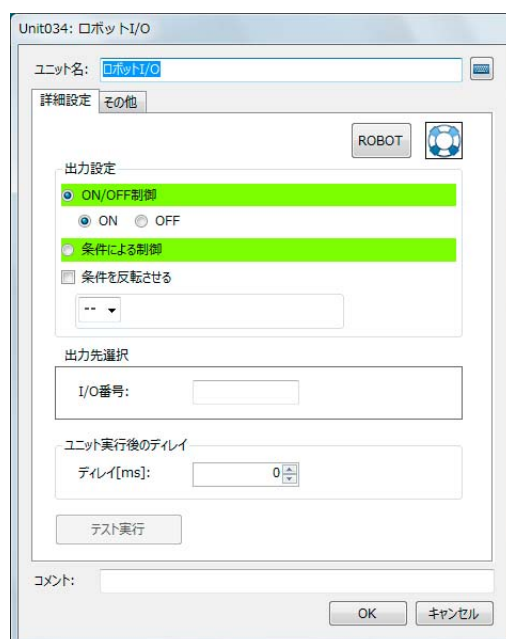 Unit034: ロボットI/O
ユニット名: ロボットI/O
詳細設定 その他
ROBOT
出力設定
ON/OFF制御
ON OFF
条件による制御
条件を反転させる
--
出力先選択
I/O番号:
ユニット実行後のディレイ
ディレイ[ms]: 0
テスト実行
コメント:
OK キャンセル